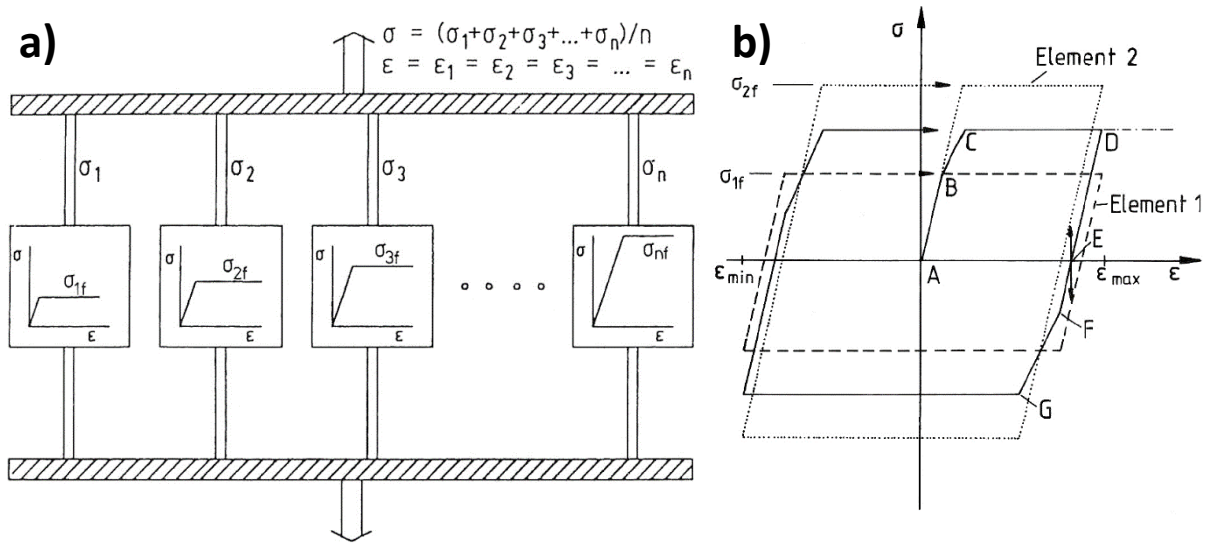 a)
σ = (σ₁+σ₂+σ₃+...+σₙ)/n
ε = ε₁ = ε₂ = ε₃ = ... = εₙ
σ₁
σ₂
σ₃
σₙ
σ
σ₁f
ε
σ
σ₂f
ε
σ
σ₃f
ε
σ
σₙf
ε
b)
σ
Element 2
σ₂f
C
D
σ₁f
B
Element 1
E
εmin
A
εmax
ε
F
G